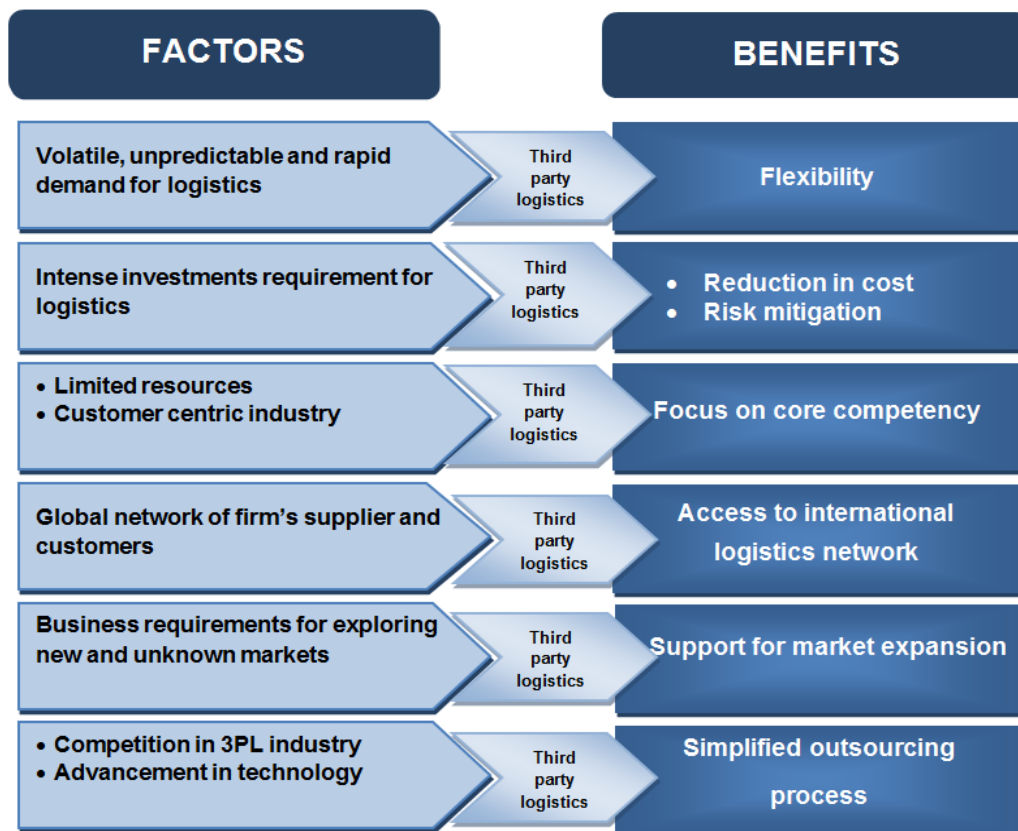 FACTORS
BENEFITS
Volatile, unpredictable and rapid
demand for logistics
Third
party
logistics
Flexibility
Intense investments requirement for
logistics
Third
party
logistics
• Reduction in cost
• Risk mitigation
• Limited resources
• Customer centric industry
Third
party
logistics
Focus on core competency
Global network of firm's supplier and
customers
Third
party
logistics
Access to international
logistics network
Business requirements for exploring
new and unknown markets
Third
party
logistics
Support for market expansion
• Competition in 3PL industry
• Advancement in technology
Third
party
logistics
Simplified outsourcing
process